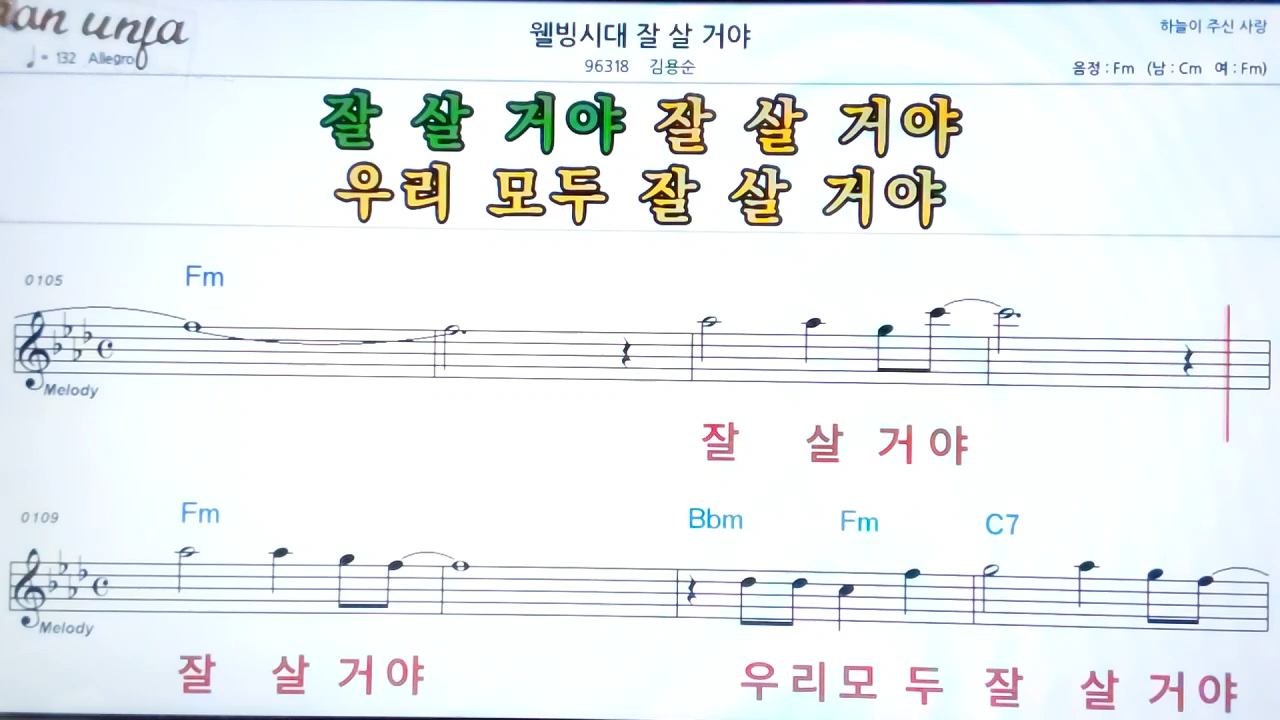 ♩= 132 Allegro
웰빙시대 잘 살 거야
96318 김용순
하늘이 주신 사랑
음정 : Fm (남 : Cm 여 : Fm)
잘 살 거야 잘 살 거야
우리 모두 잘 살 거야
0105 Fm
Melody
잘 살 거야
0109 Fm Bbm Fm C7
Melody
잘 살 거야 우리모 두 잘 살 거야